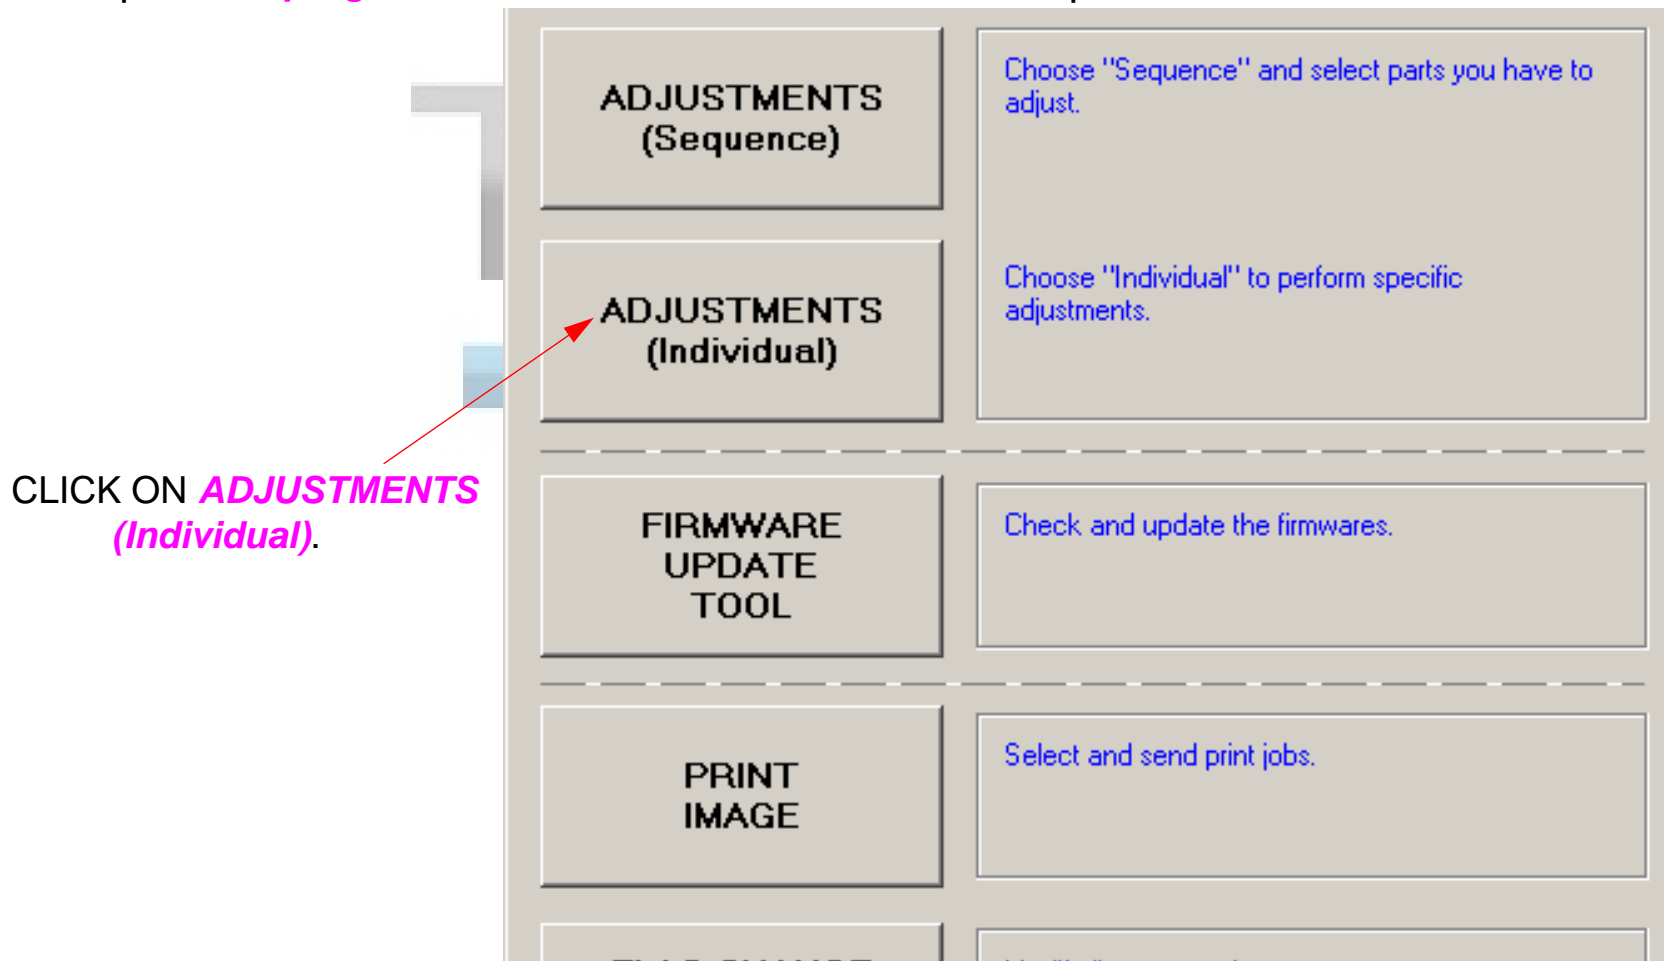 ADJUSTMENTS
(Sequence)
Choose "Sequence" and select parts you have to
adjust.
ADJUSTMENTS
(Individual)
Choose "Individual" to perform specific
adjustments.
CLICK ON ADJUSTMENTS
(Individual).
FIRMWARE
UPDATE
TOOL
Check and update the firmwares.
PRINT
IMAGE
Select and send print jobs.